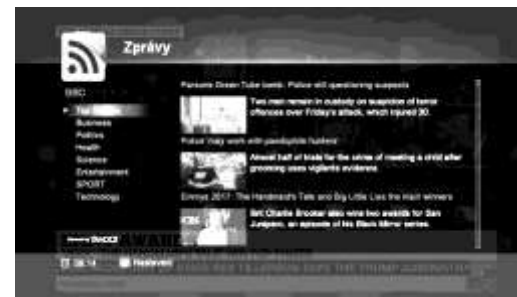 Zprávy
BBC
Parsons Green Tube bomb: Police still questioning suspects
Top
Two men remain in custody on suspicion of terror
offences over Friday's attack, which injured 30.
Business
Politics
Health
Science
Entertainment
SPORT
Technology
Police 'may work with paedophile hunters'
Almost half of trials for the crime of meeting a child after
grooming uses vigilante evidence.
Emmys 2017: The Handmaid's Tale and Big Little Lies the main winners
Brit Charlie Brooker also wins two awards for San
Junipero, an episode of his Black Mirror series.
AWARD
Nastavení
THE TRUMP